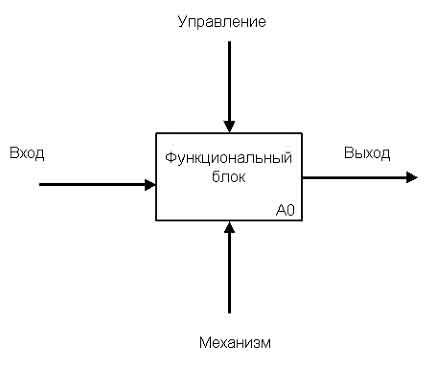 Управление
Вход
Функциональный
блок
Выход
A0
Механизм